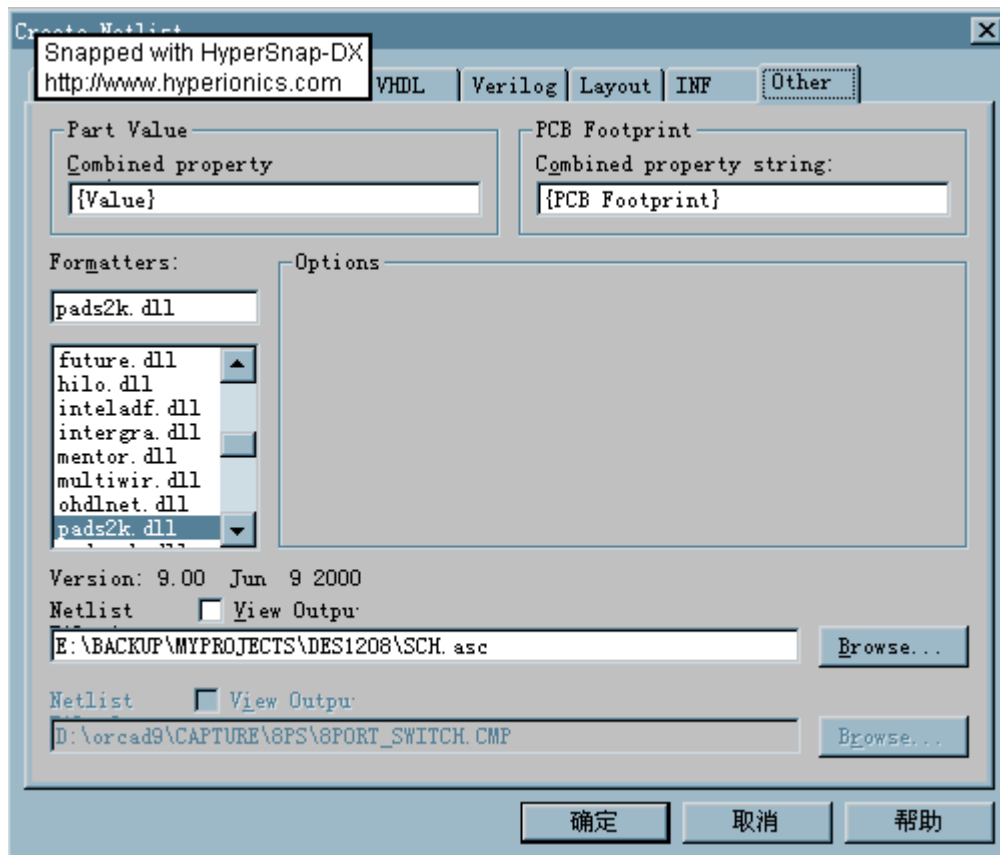 Create Netlist
Snapped with HyperSnap-DX
http://www.hyperionics.com
VHDL Verilog Layout INF Other
Part Value
Combined property
{Value}
PCB Footprint
Combined property string:
{PCB Footprint}
Formatters:
pads2k.dll
future.dll
hilo.dll
inteladf.dll
intergra.dll
mentor.dll
multiwir.dll
ohdlnet.dll
pads2k.dll
Options
Version: 9.00 Jun 9 2000
Netlist View Outpu
E:\BACKUP\MYPROJECTS\DES1208\SCH.asc
Browse...
Netlist View Outpu
D:\orcad9\CAPTURE\8PS\8PORT_SWITCH.CMP
Browse...
确定 取消 帮助